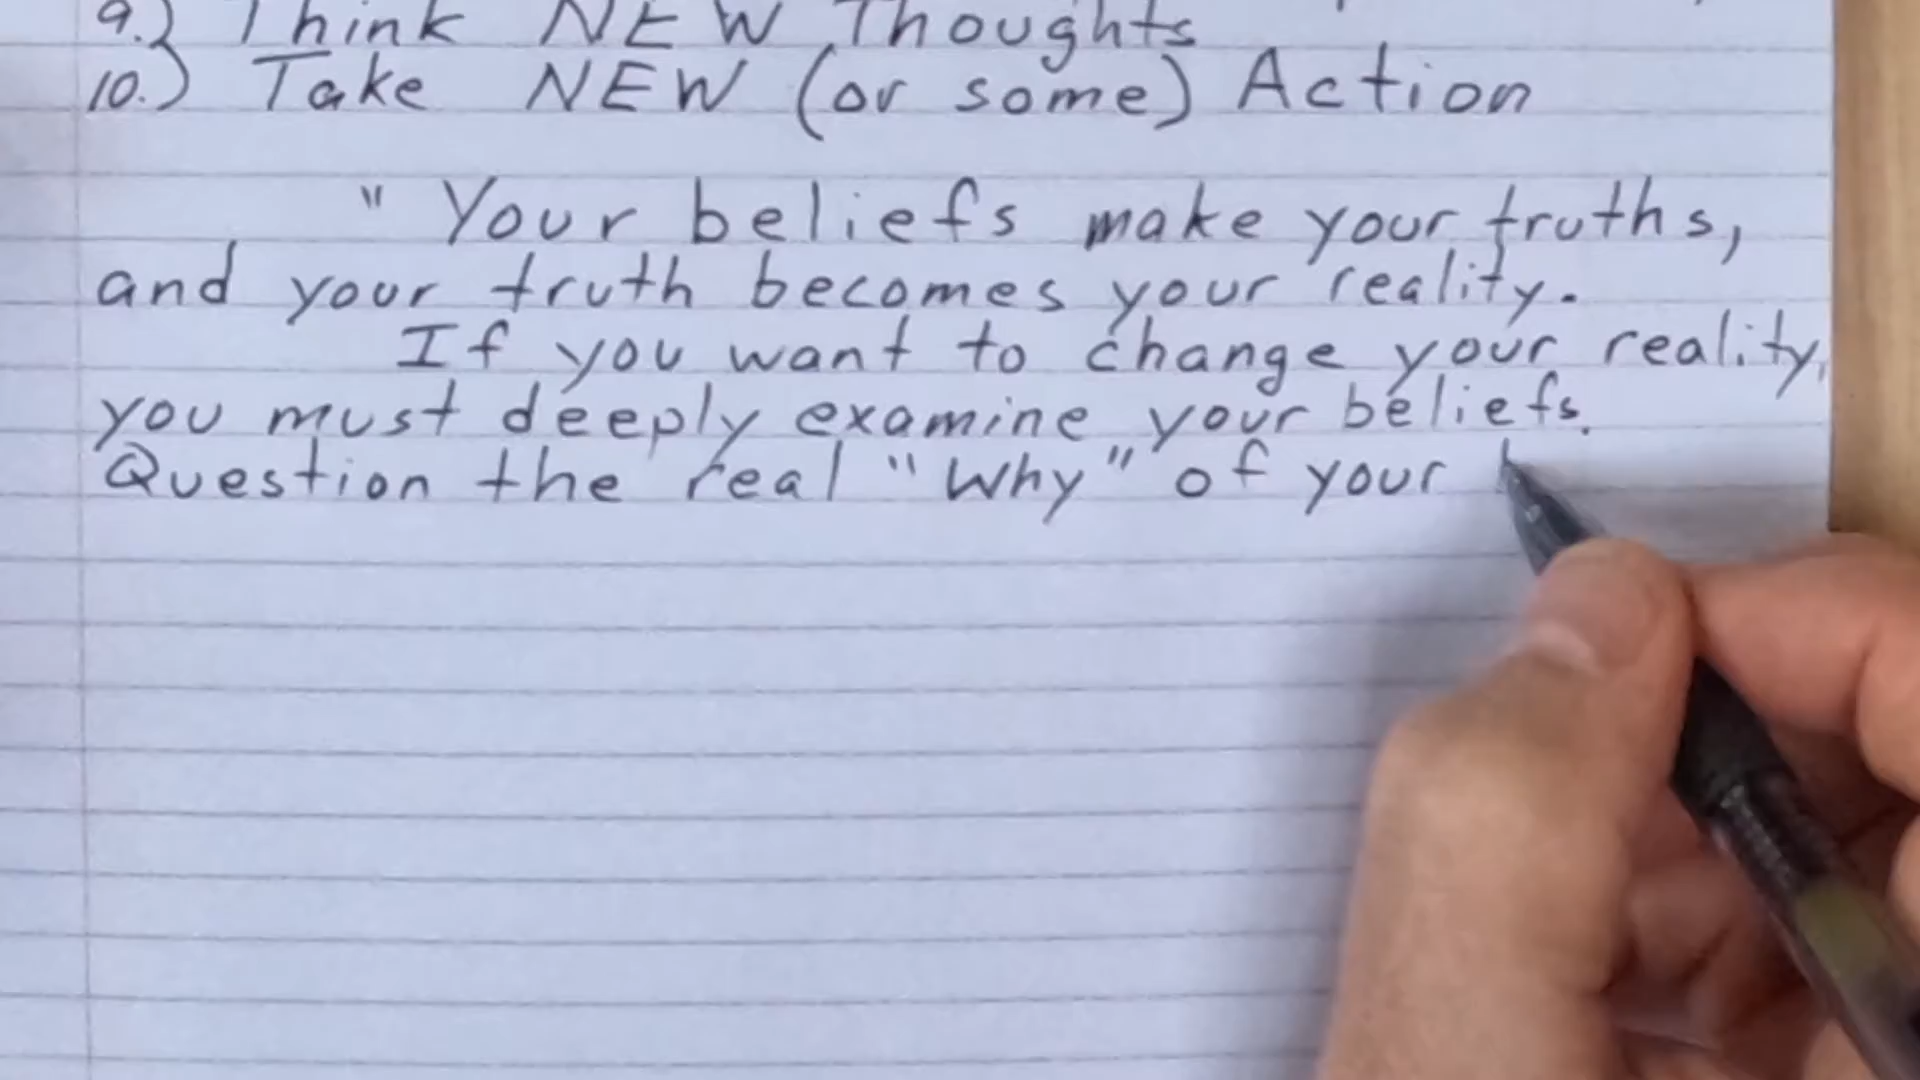 9.) Think NEW Thoughts
10.) Take NEW (or some) Action
" Your beliefs make your truths,
and your truth becomes your reality.
If you want to change your reality,
you must deeply examine your beliefs.
Question the real "Why" of your